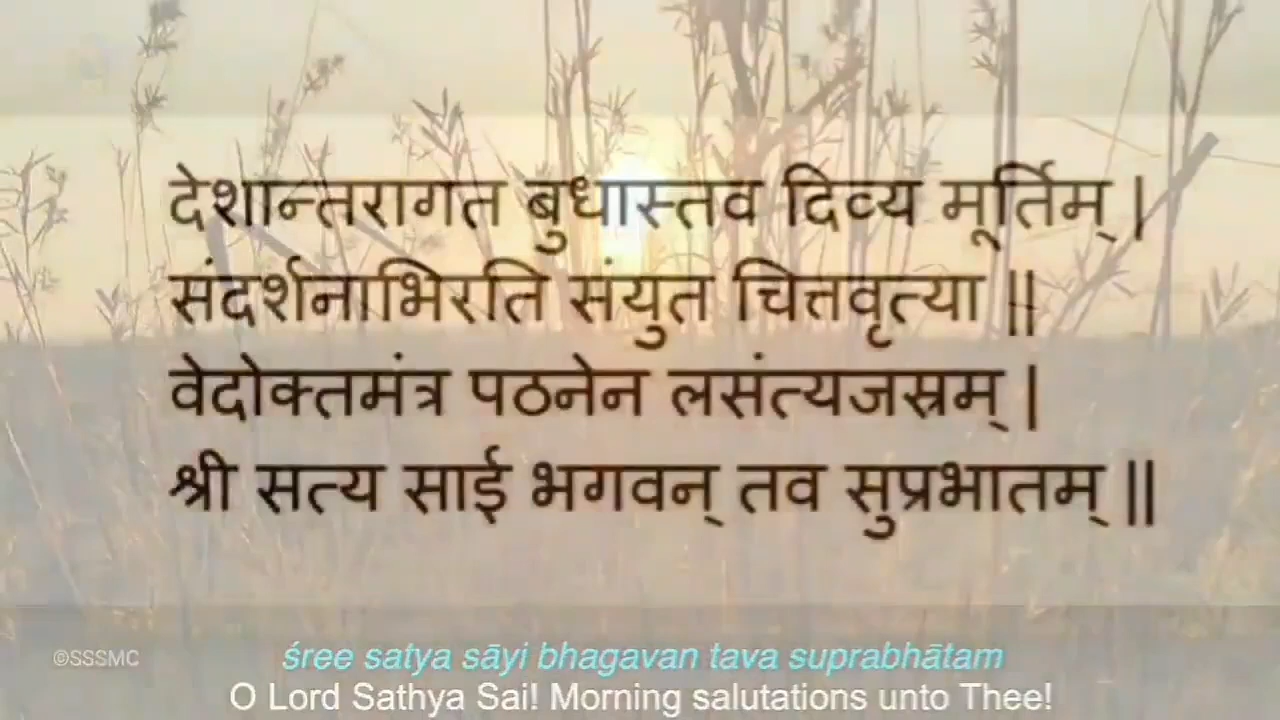 देशान्तरागत बुधास्तव दिव्य मूर्तिम् |
संदर्शनाभिरति संयुत चित्तवृत्या ||
वेदोक्तमंत्र पठनेन लसंत्यजस्रम् |
श्री सत्य साई भगवन् तव सुप्रभातम् ||
©SSSMC
śree satya sāyi bhagavan tava suprabhātam
O Lord Sathya Sai! Morning salutations unto Thee!